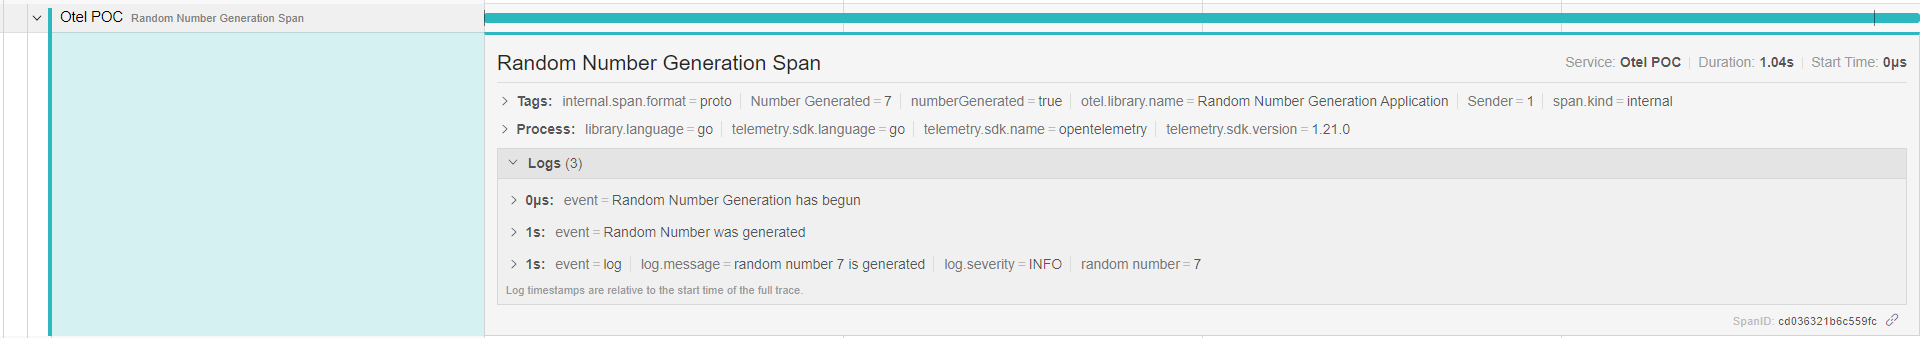 Otel POC Random Number Generation Span
Random Number Generation Span
Service: Otel POC Duration: 1.04s Start Time: 0μs
Tags: internal.span.format = proto Number Generated = 7 numberGenerated = true otel.library.name = Random Number Generation Application Sender = 1 span.kind = internal
Process: library.language = go telemetry.sdk.language = go telemetry.sdk.name = opentelemetry telemetry.sdk.version = 1.21.0
Logs (3)
0μs: event = Random Number Generation has begun
1s: event = Random Number was generated
1s: event = log log.message = random number 7 is generated log.severity = INFO random number = 7
Log timestamps are relative to the start time of the full trace.
SpanID: cd036321b6c559fc